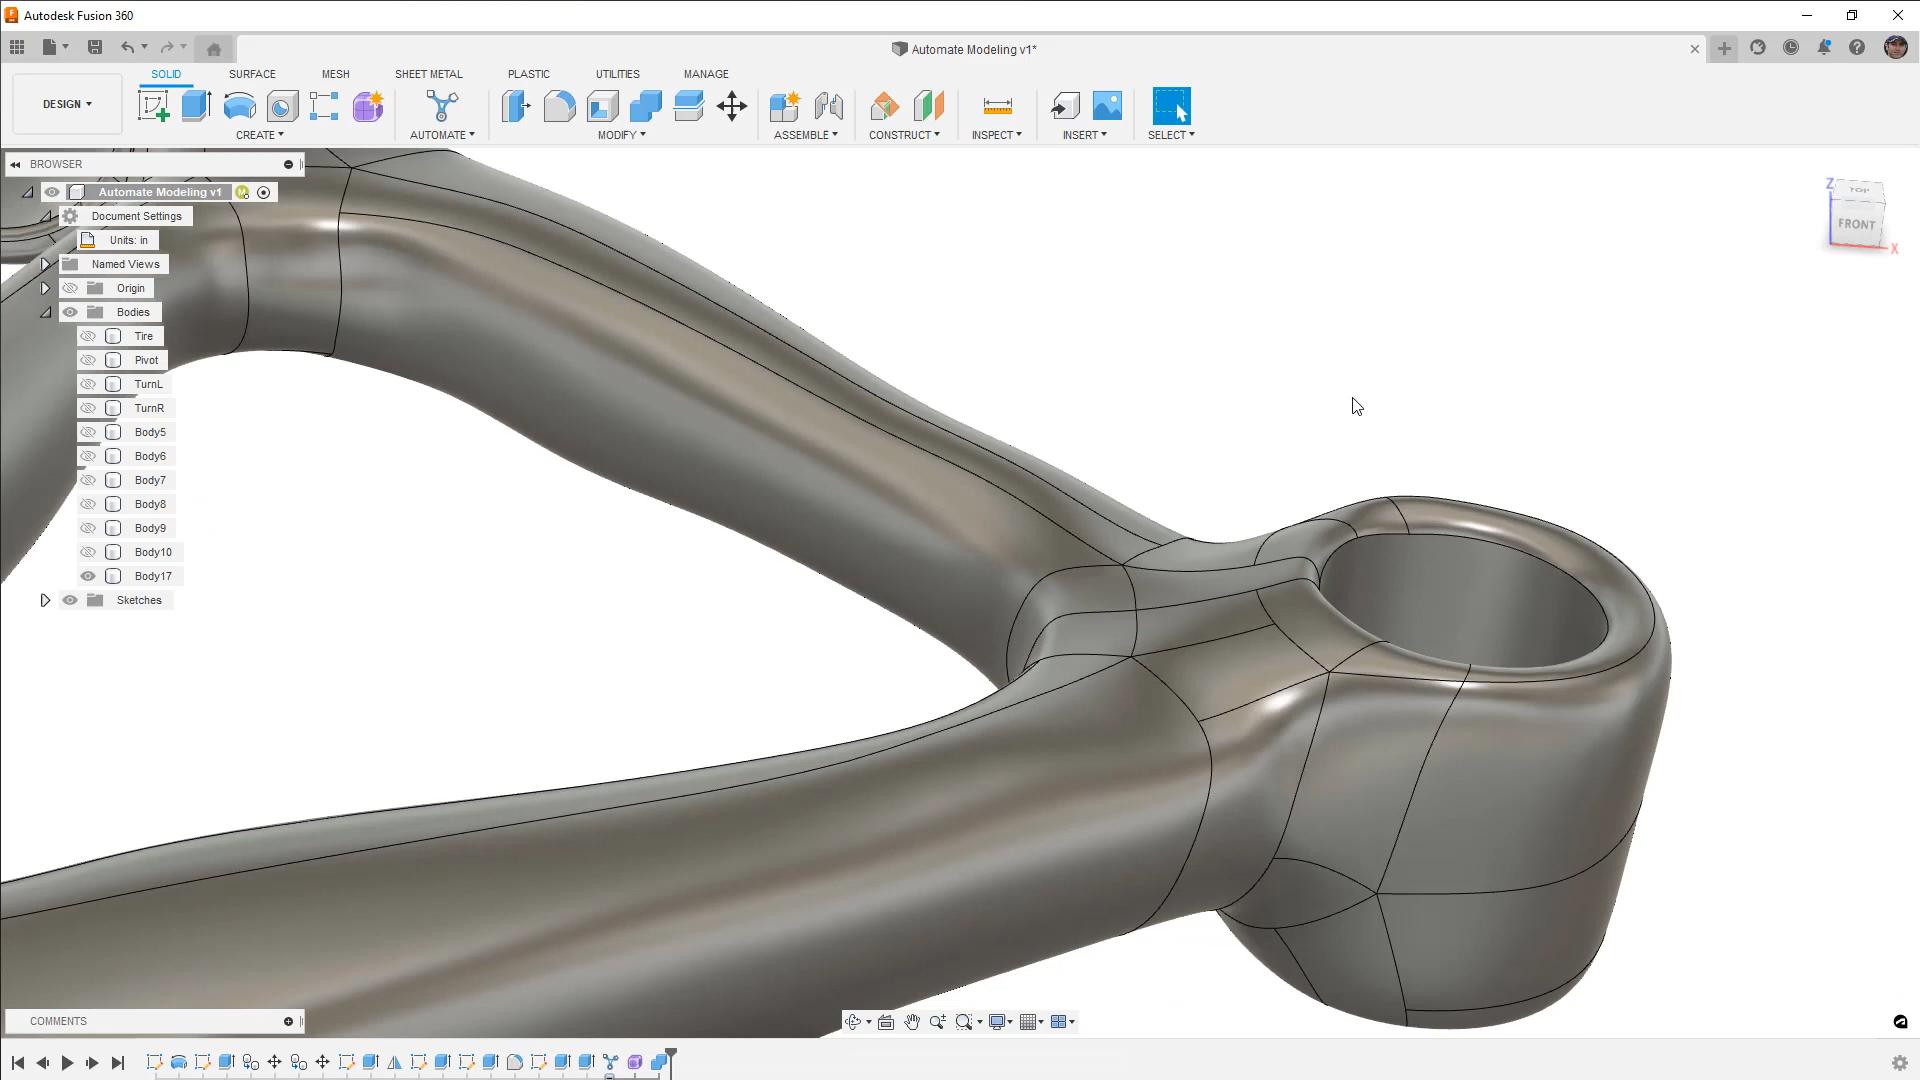 Autodesk Fusion 360
Automate Modeling v1*
DESIGN
SOLID
SURFACE
MESH
SHEET METAL
PLASTIC
UTILITIES
MANAGE
CREATE
AUTOMATE
MODIFY
ASSEMBLE
CONSTRUCT
INSPECT
INSERT
SELECT
BROWSER
Automate Modeling v1
M
Document Settings
Units: in
Named Views
Origin
Bodies
Tire
Pivot
TurnL
TurnR
Body5
Body6
Body7
Body8
Body9
Body10
Body17
Sketches
Z
TOP
FRONT
X
COMMENTS